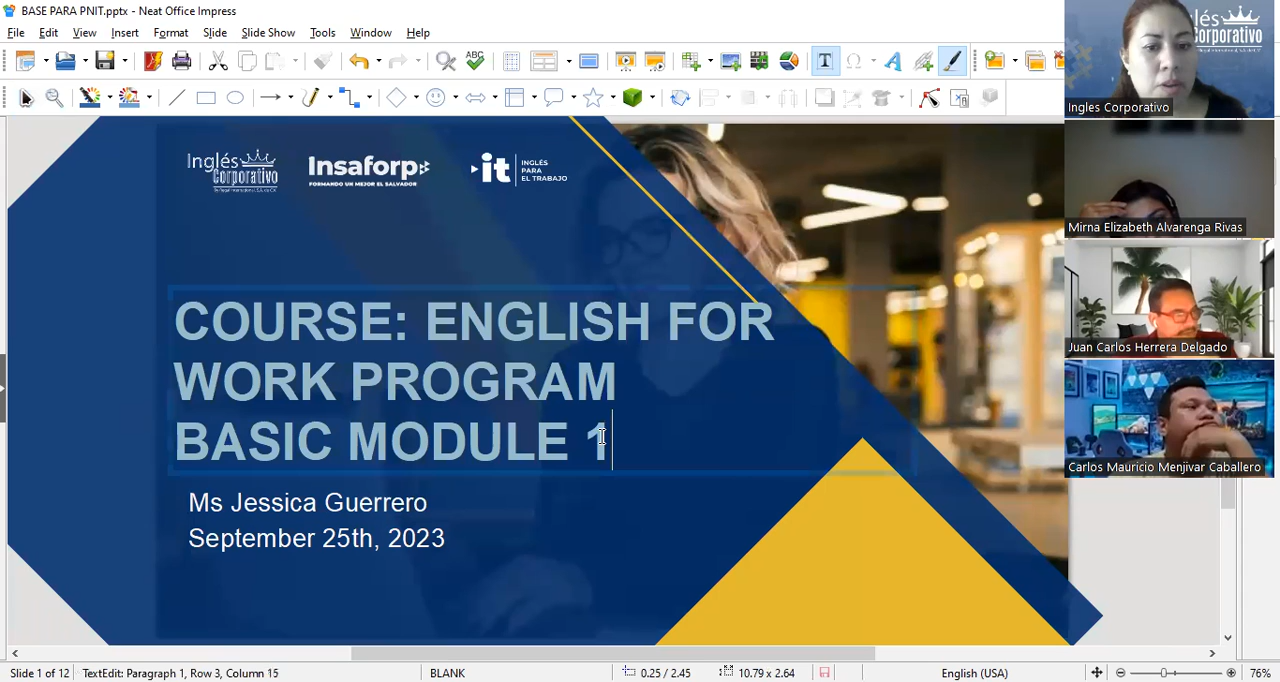 BASE PARA PNIT.pptx - Neat Office Impress
File Edit View Insert Format Slide Slide Show Tools Window Help
Inglés Corporativo
Insaforp
FORMANDO UN MEJOR EL SALVADOR
it INGLÉS PARA EL TRABAJO
COURSE: ENGLISH FOR
WORK PROGRAM
BASIC MODULE 1
Ms Jessica Guerrero
September 25th, 2023
glés
Corporativo
Ingles Corporativo
Mirna Elizabeth Alvarenga Rivas
Juan Carlos Herrera Delgado
Carlos Mauricio Menjivar Caballero
Slide 1 of 12 TextEdit: Paragraph 1, Row 3, Column 15 BLANK 0.25 / 2.45 10.79 x 2.64 English (USA) 76%